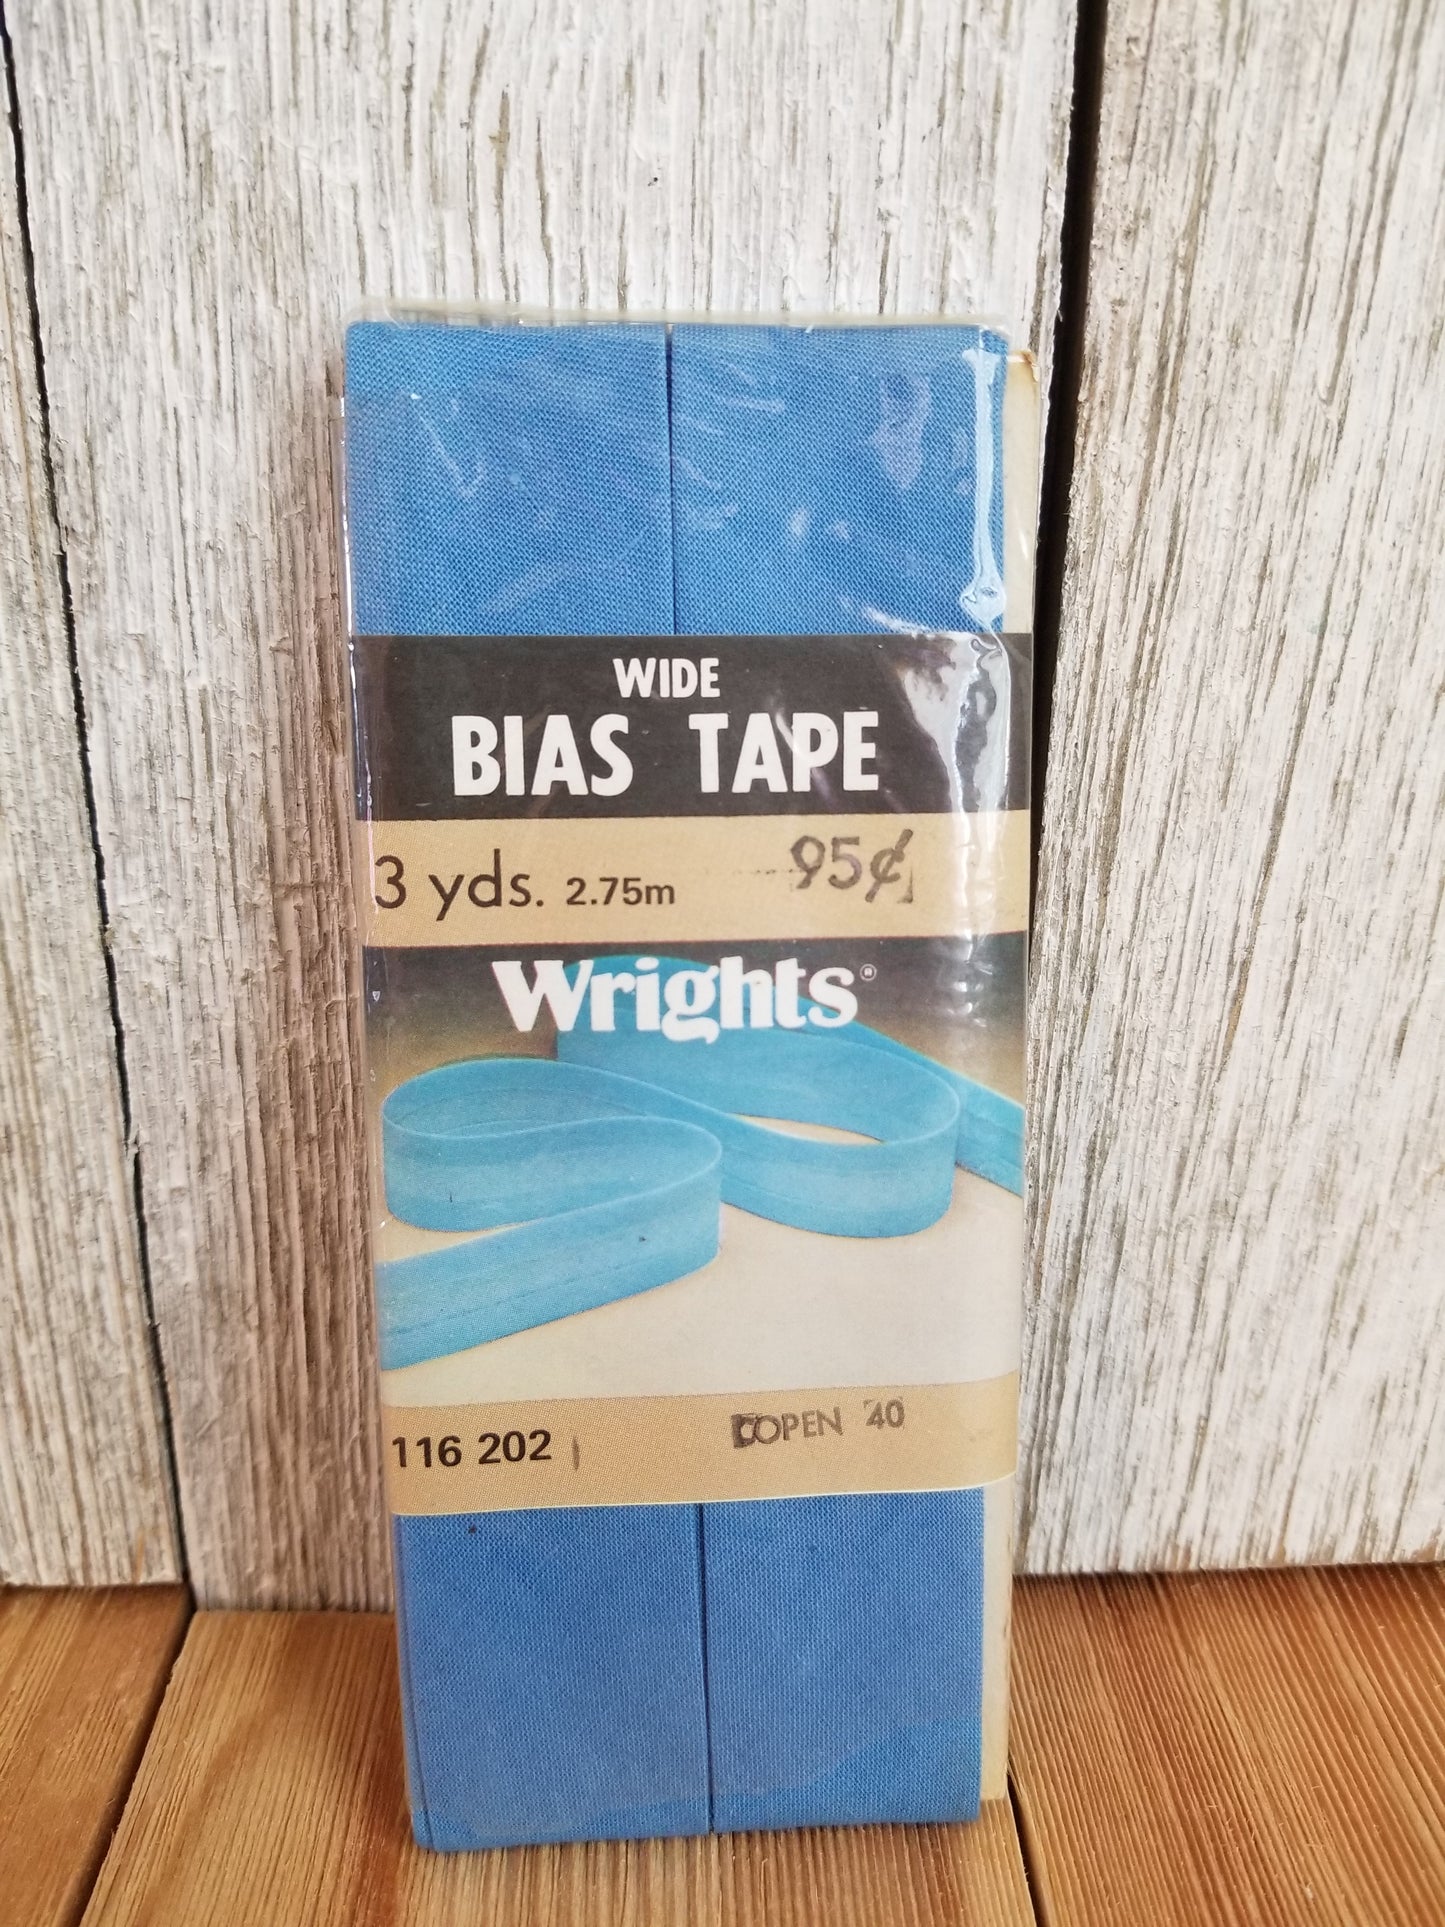 WIDE
BIAS TAPE
3 yds. 2.75m 95¢
Wrights®
116 202 COPEN 40